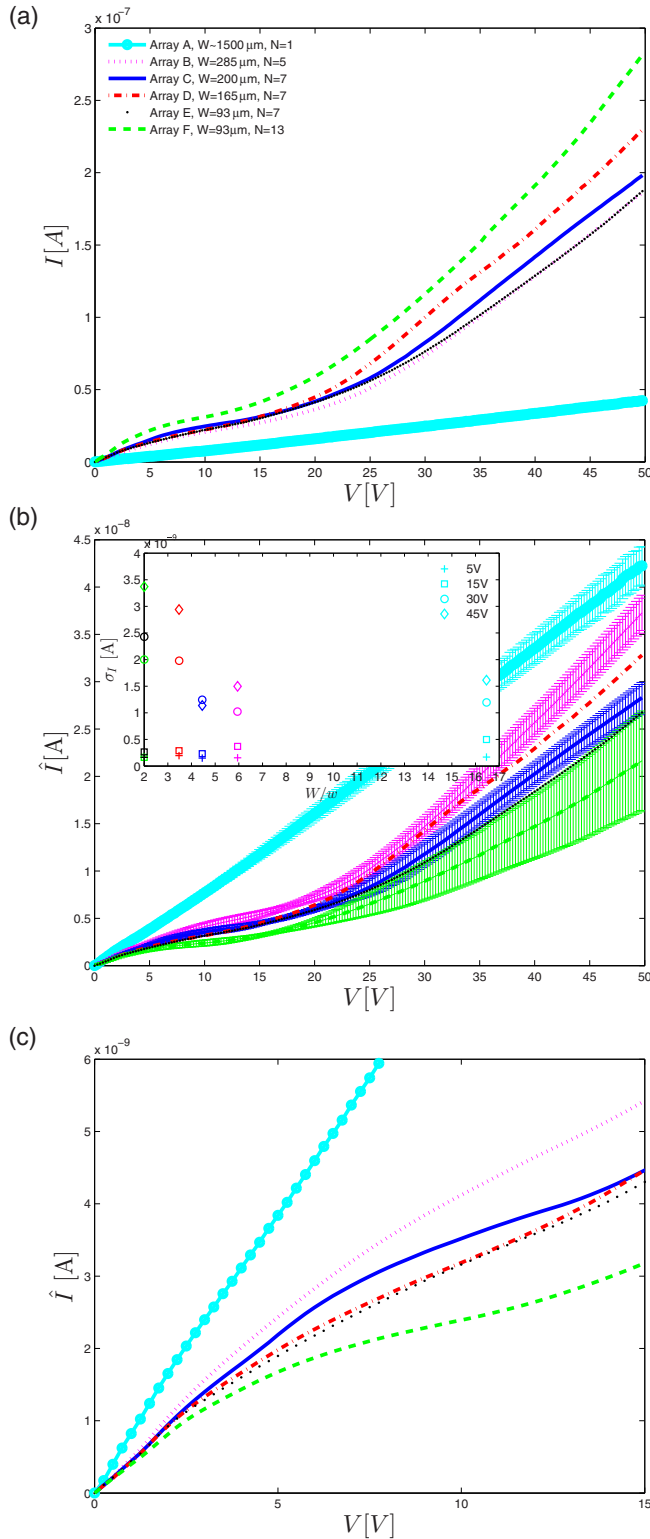 (a)
x 10⁻⁷
3
2.5
2
1.5
1
0.5
0
I [A]
Array A, W~1500 μm, N=1
Array B, W=285 μm, N=5
Array C, W=200 μm, N=7
Array D, W=165 μm, N=7
Array E, W=93 μm, N=7
Array F, W=93μm, N=13
0 5 10 15 20 25 30 35 40 45 50
V[V]
(b)
x 10⁻⁸
4.5
4
3.5
3
2.5
2
1.5
1
0.5
0
Î [A]
x 10⁻⁹
4
3.5
3
2.5
2
1.5
1
0.5
0
σ_I [A]
5V
15V
30V
45V
2 3 4 5 6 7 8 9 10 11 12 13 14 15 16 17
W/w
0 5 10 15 20 25 30 35 40 45 50
V[V]
(c)
x 10⁻⁹
6
5
4
3
2
1
0
Î [A]
0 5 10 15
V[V]